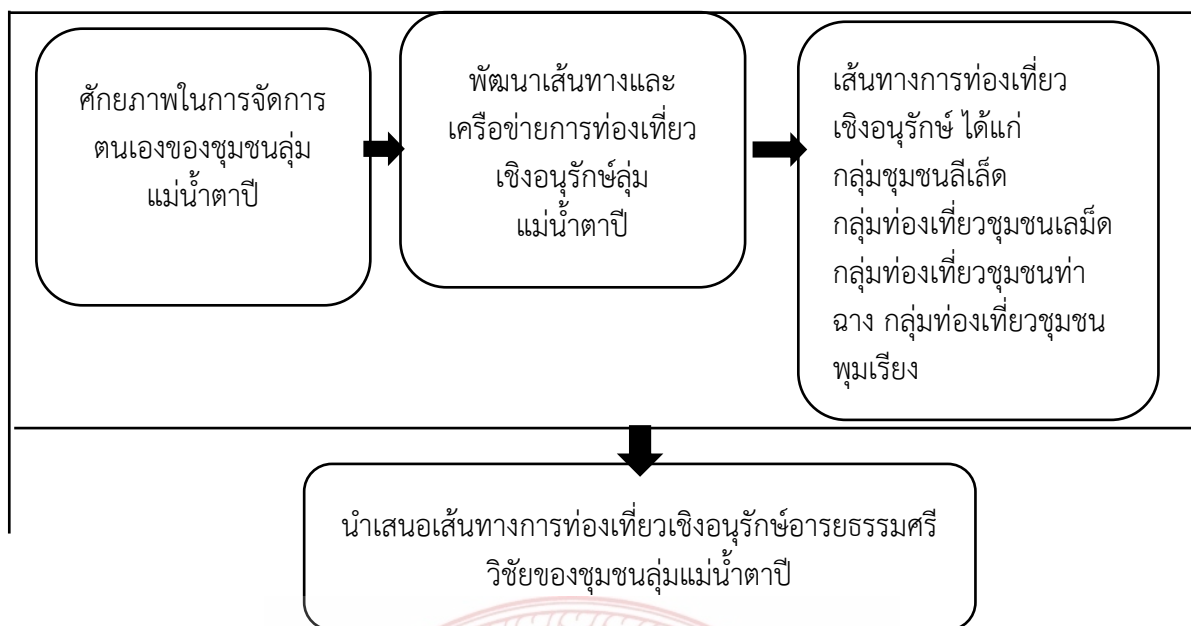 ศักยภาพในการจัดการ
ตนเองของชุมชนลุ่ม
แม่น้ำตาปี
พัฒนาเส้นทางและ
เครือข่ายการท่องเที่ยว
เชิงอนุรักษ์ลุ่ม
แม่น้ำตาปี
เส้นทางการท่องเที่ยว
เชิงอนุรักษ์ ได้แก่
กลุ่มชุมชนลีเล็ด
กลุ่มท่องเที่ยวชุมชนเลม็ด
กลุ่มท่องเที่ยวชุมชนท่า
ฉาง กลุ่มท่องเที่ยวชุมชน
พุมเรียง
นำเสนอเส้นทางการท่องเที่ยวเชิงอนุรักษ์อารยธรรมศรี
วิชัยของชุมชนลุ่มแม่น้ำตาปี